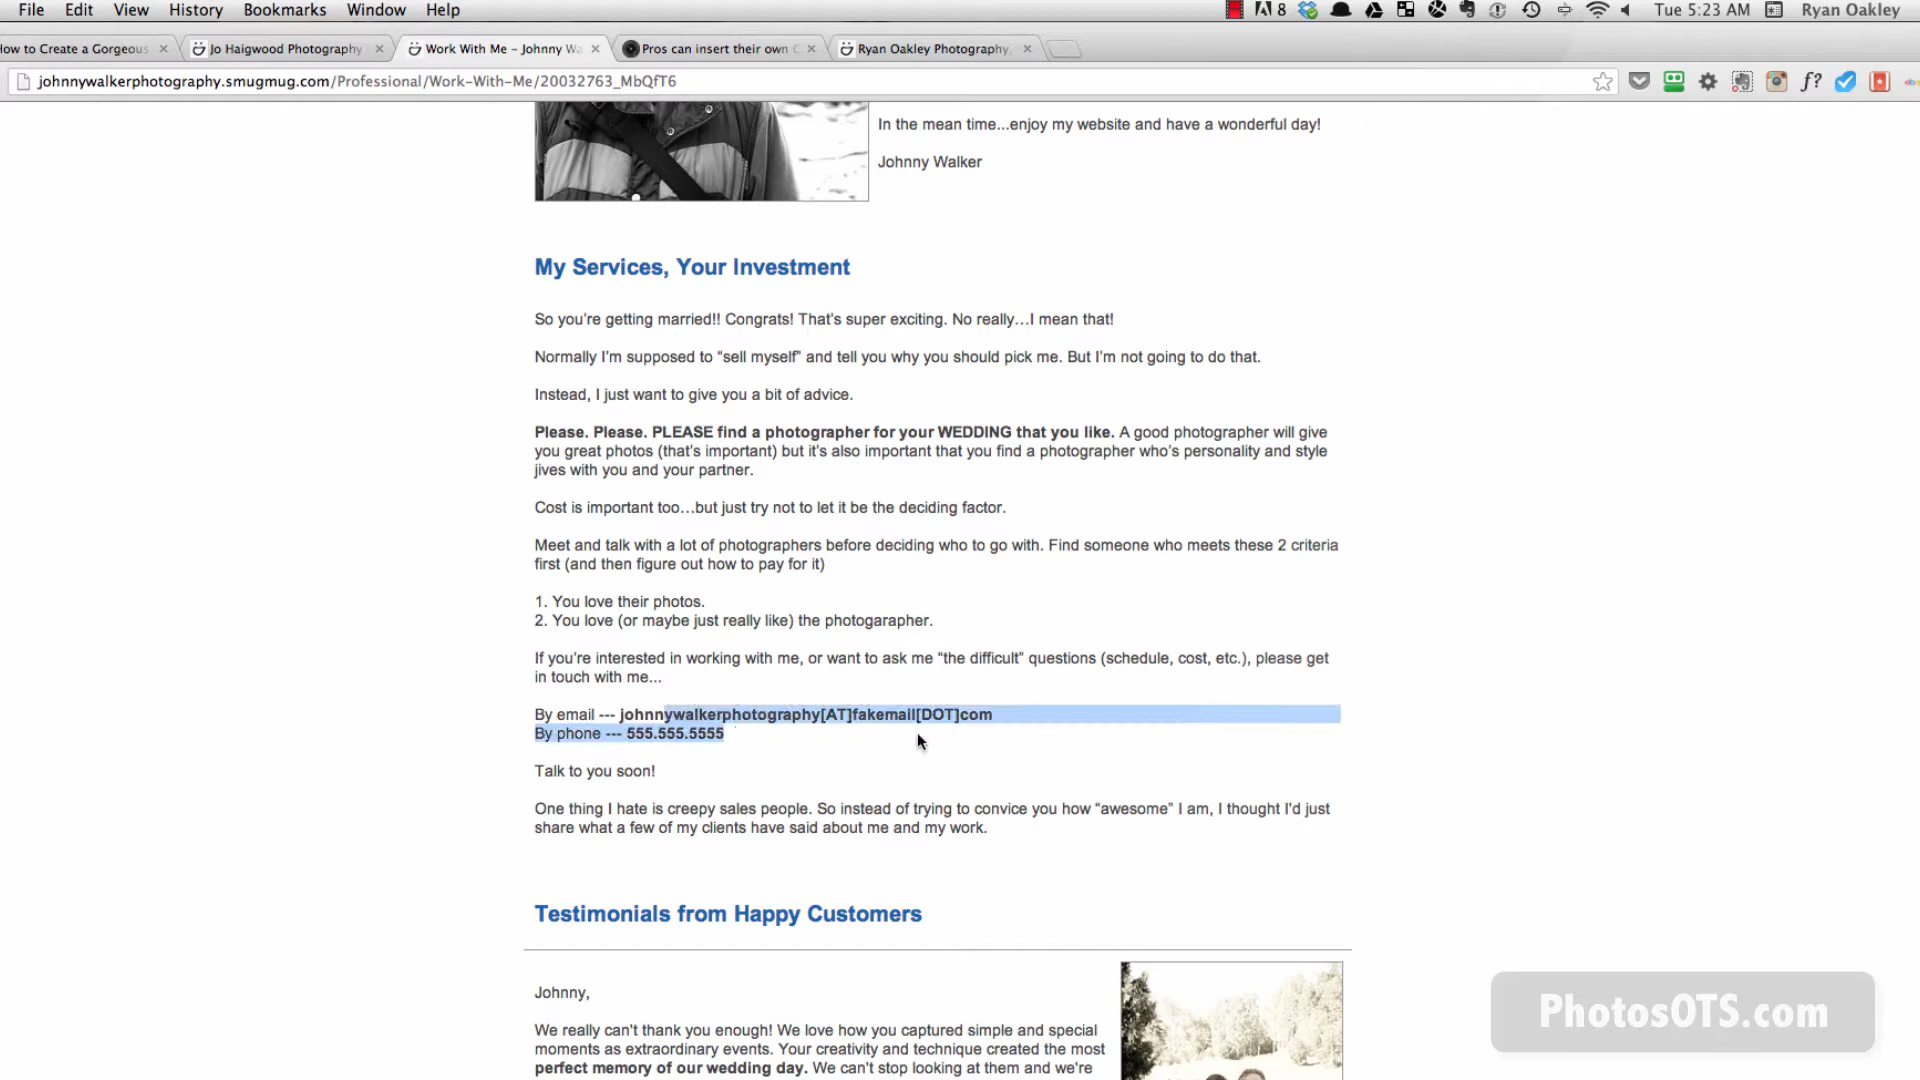 File Edit View History Bookmarks Window Help 8 Tue 5:23 AM Ryan Oakley
How to Create a Gorgeous Jo Haigwood Photography Work With Me – Johnny Wa Pros can insert their own Ryan Oakley Photography,
johnnywalkerphotography.smugmug.com/Professional/Work-With-Me/20032763_MbQfT6 f?
In the mean time...enjoy my website and have a wonderful day!
Johnny Walker
My Services, Your Investment
So you’re getting married!! Congrats! That’s super exciting. No really…I mean that!
Normally I’m supposed to “sell myself” and tell you why you should pick me. But I’m not going to do that.
Instead, I just want to give you a bit of advice.
Please. Please. PLEASE find a photographer for your WEDDING that you like. A good photographer will give
you great photos (that’s important) but it’s also important that you find a photographer who’s personality and style
jives with you and your partner.
Cost is important too…but just try not to let it be the deciding factor.
Meet and talk with a lot of photographers before deciding who to go with. Find someone who meets these 2 criteria
first (and then figure out how to pay for it)
1. You love their photos.
2. You love (or maybe just really like) the photogarapher.
If you’re interested in working with me, or want to ask me “the difficult” questions (schedule, cost, etc.), please get
in touch with me...
By email --- johnnywalkerphotography[AT]fakemail[DOT]com
By phone --- 555.555.5555
Talk to you soon!
One thing I hate is creepy sales people. So instead of trying to convice you how “awesome” I am, I thought I’d just
share what a few of my clients have said about me and my work.
Testimonials from Happy Customers
Johnny,
We really can't thank you enough! We love how you captured simple and special
moments as extraordinary events. Your creativity and technique created the most
perfect memory of our wedding day. We can't stop looking at them and we're
PhotosOTS.com